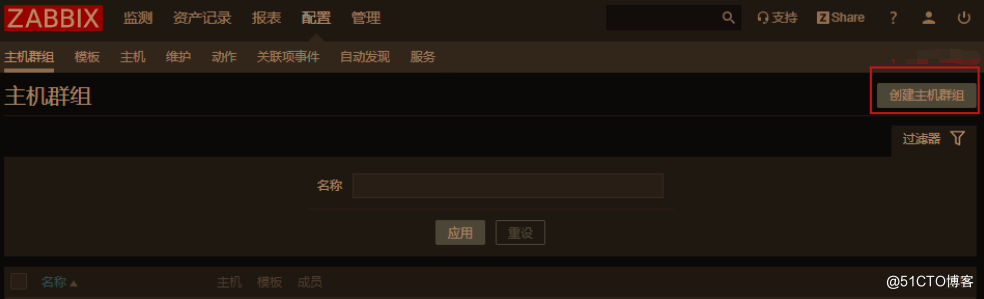 ZABBIX 监测 资产记录 报表 配置 管理 支持 Z Share ?
主机群组 模板 主机 维护 动作 关联项事件 自动发现 服务
主机群组 创建主机群组
过滤器
名称
应用 重设
名称 主机 模板 成员
@51CTO博客